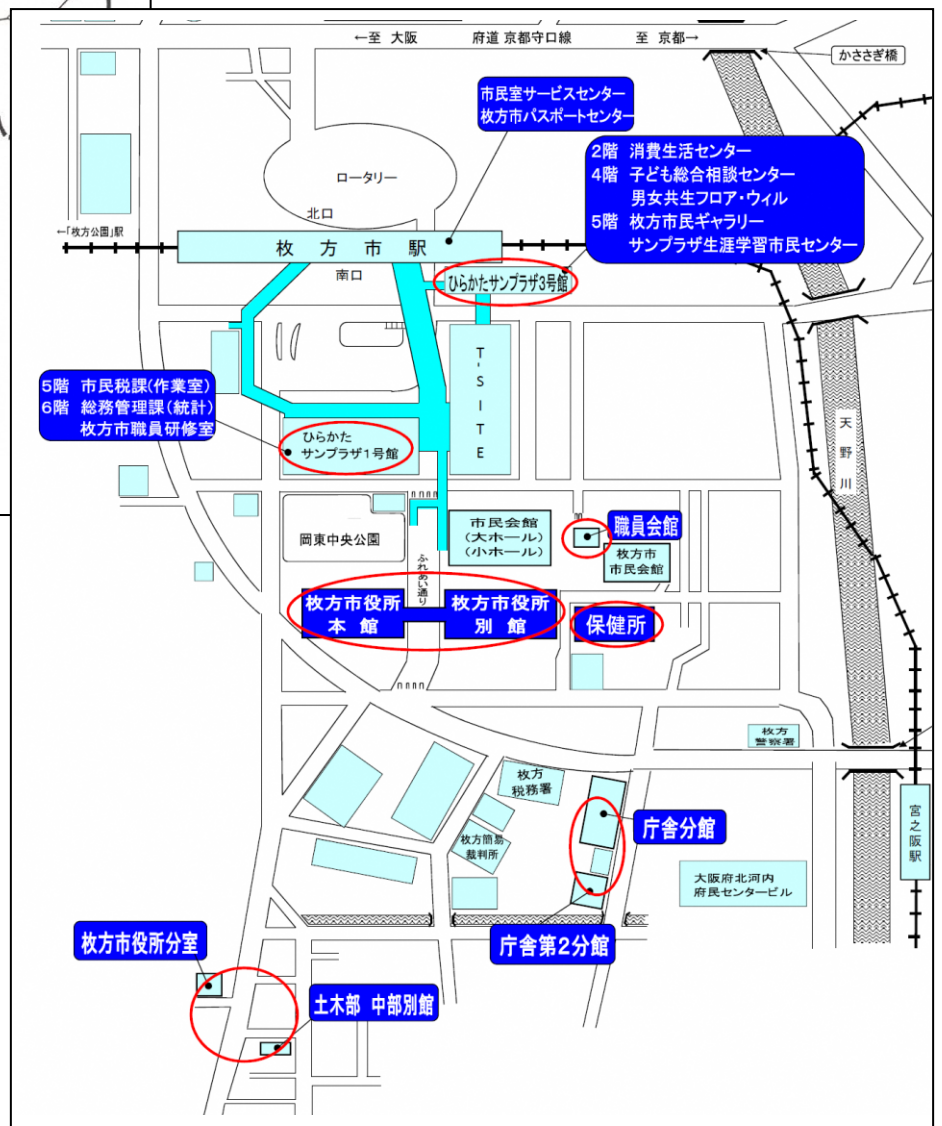 ←至 大阪 府道 京都守口線 至 京都→
かささぎ橋
市民室サービスセンター
枚方市パスポートセンター
2階 消費生活センター
4階 子ども総合相談センター
男女共生フロア・ウィル
5階 枚方市民ギャラリー
サンプラザ生涯学習市民センター
ロータリー
北口
←「枚方公園」駅
枚方市駅
南口
ひらかたサンプラザ3号館
T'SITE
5階 市民税課(作業室)
6階 総務管理課(統計)
枚方市職員研修室
ひらかた
サンプラザ1号館
天野川
岡東中央公園
ふれあい通り
市民会館
(大ホール)
(小ホール)
職員会館
枚方市
市民会館
枚方市役所
本館
枚方市役所
別館
保健所
枚方
警察署
枚方
税務署
庁舎分館
宮之阪駅
枚方簡易
裁判所
大阪府北河内
府民センタービル
枚方市役所分室
庁舎第2分館
土木部 中部別館